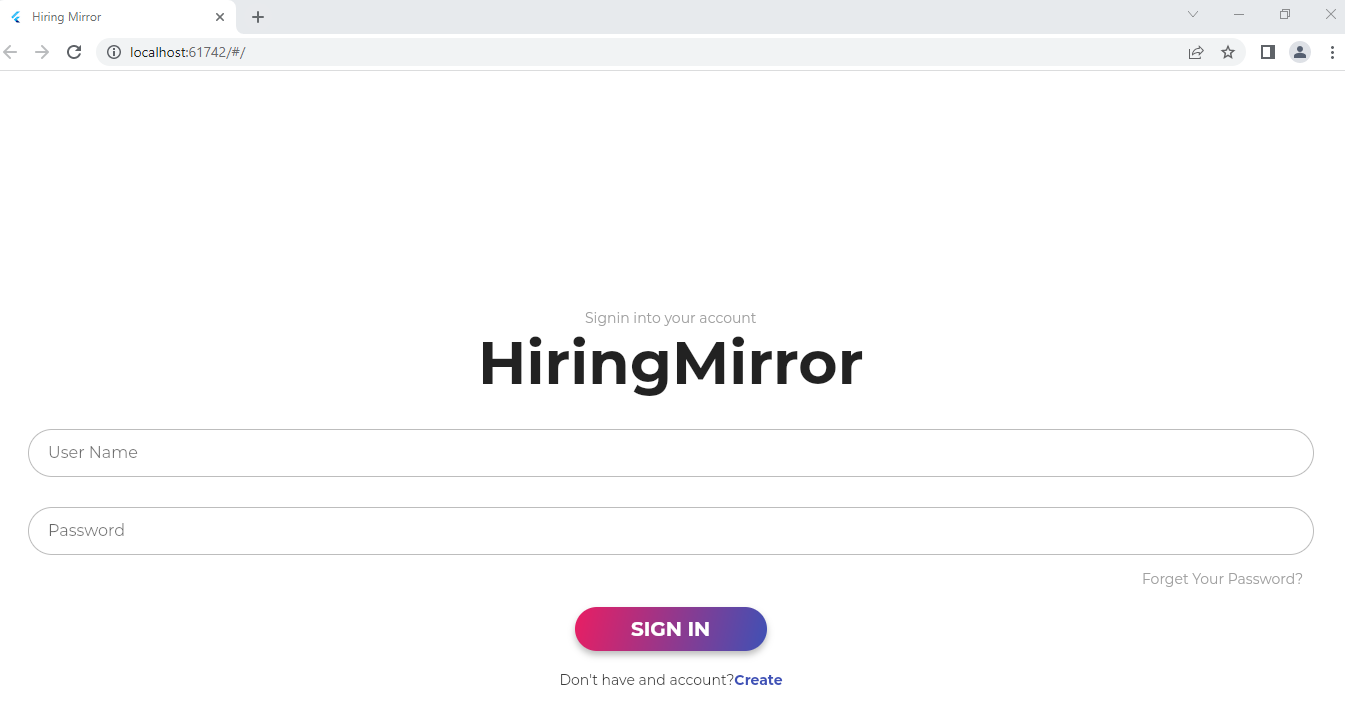 Hiring Mirror
localhost:61742/#/
Signin into your account
HiringMirror
User Name
Password
Forget Your Password?
SIGN IN
Don't have and account?Create